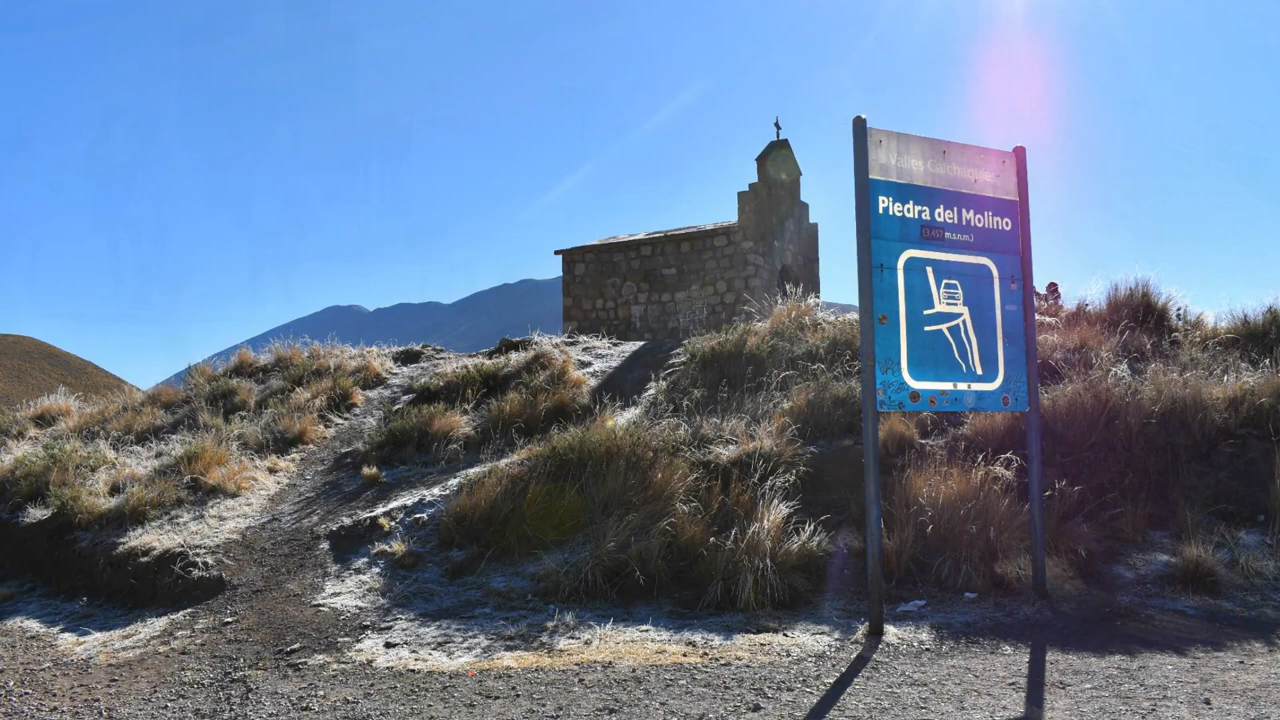 Valles Calchaquíes
Piedra del Molino
(3.457 m.s.n.m.)